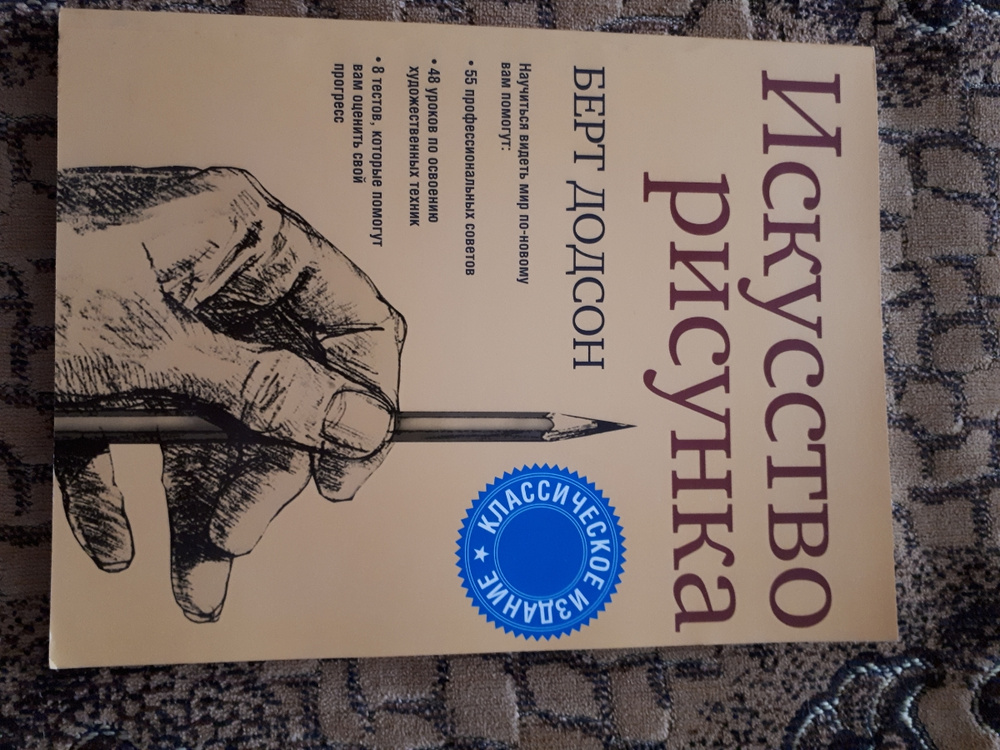 Искусство
рисунка
БЕРТ ДОДСОН
Научиться видеть мир по-новому
вам помогут:
• 55 профессиональных советов
• 48 уроков по освоению
художественных техник
• 8 тестов, которые помогут
вам оценить свой
прогресс
КЛАССИЧЕСКОЕ ИЗДАНИЕ ★